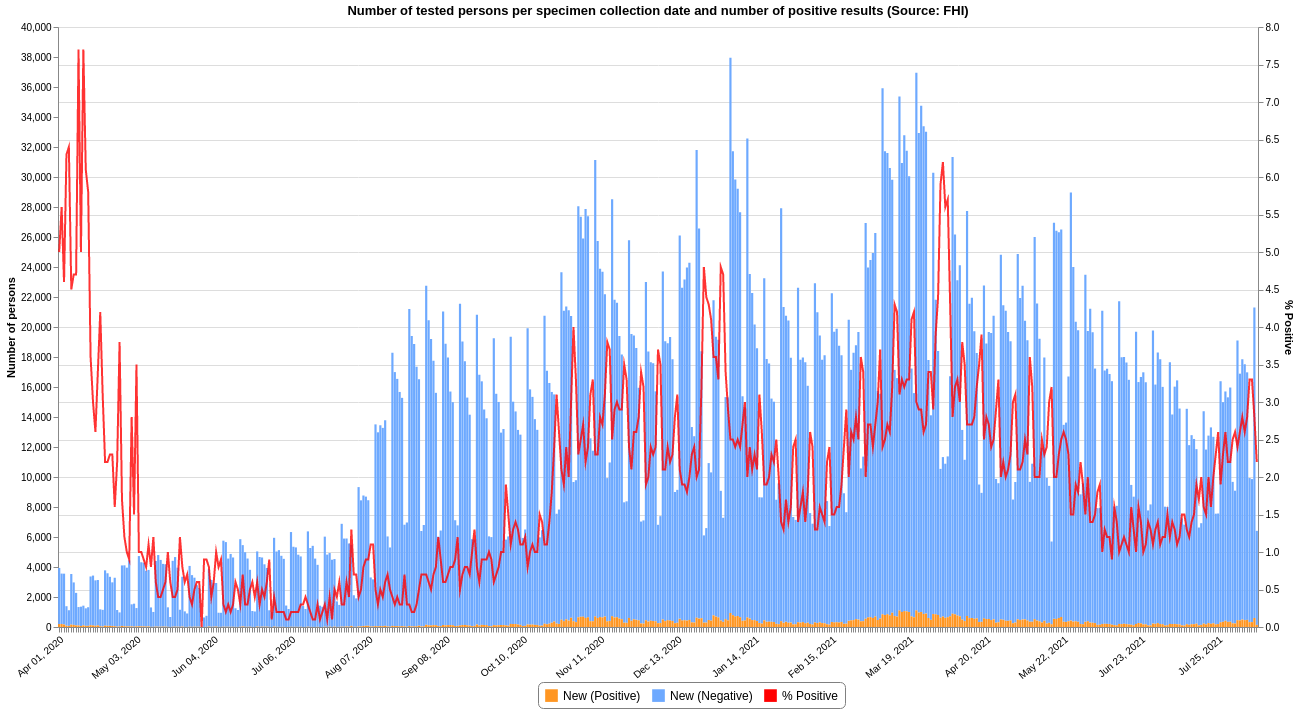 Number of tested persons per specimen collection date and number of positive results (Source: FHI)
40,000
38,000
36,000
34,000
32,000
30,000
28,000
26,000
24,000
22,000
20,000
18,000
16,000
14,000
12,000
10,000
8,000
6,000
4,000
2,000
0
Number of persons
8.0
7.5
7.0
6.5
6.0
5.5
5.0
4.5
4.0
3.5
3.0
2.5
2.0
1.5
1.0
0.5
0.0
% Positive
Apr 01, 2020
May 03, 2020
Jun 04, 2020
Jul 06, 2020
Aug 07, 2020
Sep 08, 2020
Oct 10, 2020
Nov 11, 2020
Dec 13, 2020
Jan 14, 2021
Feb 15, 2021
Mar 19, 2021
Apr 20, 2021
May 22, 2021
Jun 23, 2021
Jul 25, 2021
New (Positive) New (Negative) % Positive